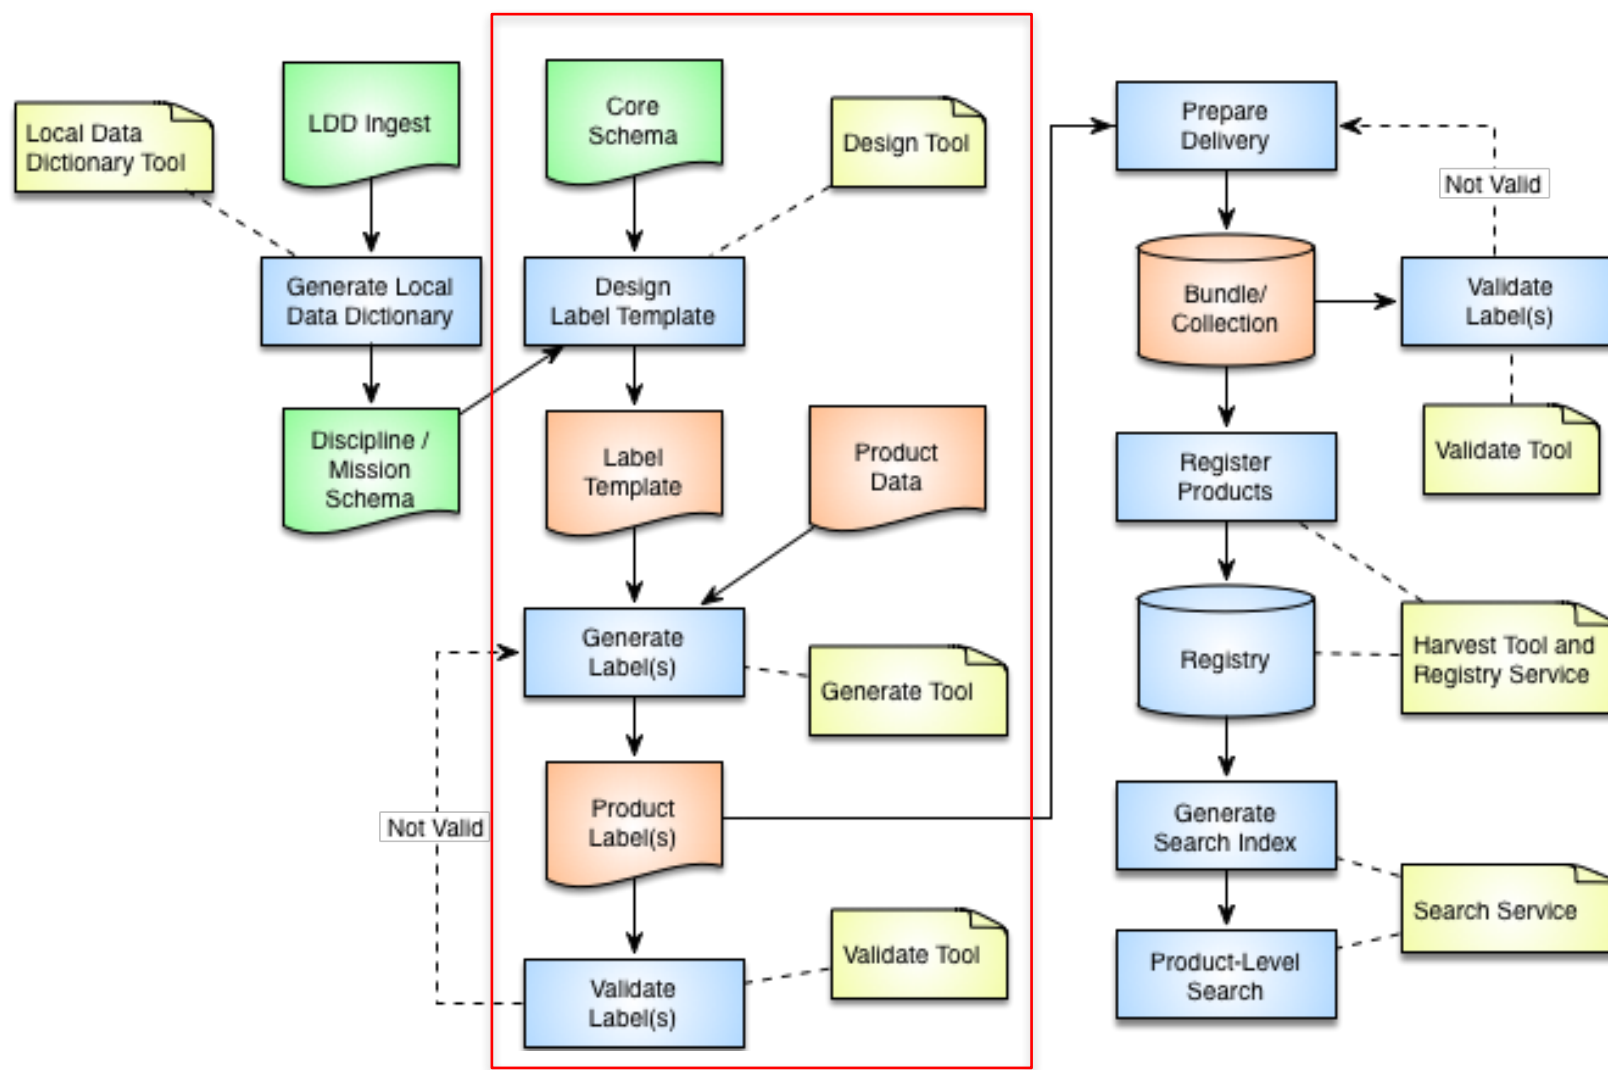 Local Data
Dictionary Tool
LDD Ingest
Generate Local
Data Dictionary
Discipline /
Mission
Schema
Core
Schema
Design Tool
Design
Label Template
Label
Template
Product
Data
Generate
Label(s)
Generate Tool
Product
Label(s)
Not Valid
Validate Tool
Validate
Label(s)
Prepare
Delivery
Not Valid
Bundle/
Collection
Validate
Label(s)
Validate Tool
Register
Products
Registry
Harvest Tool and
Registry Service
Generate
Search Index
Search Service
Product-Level
Search